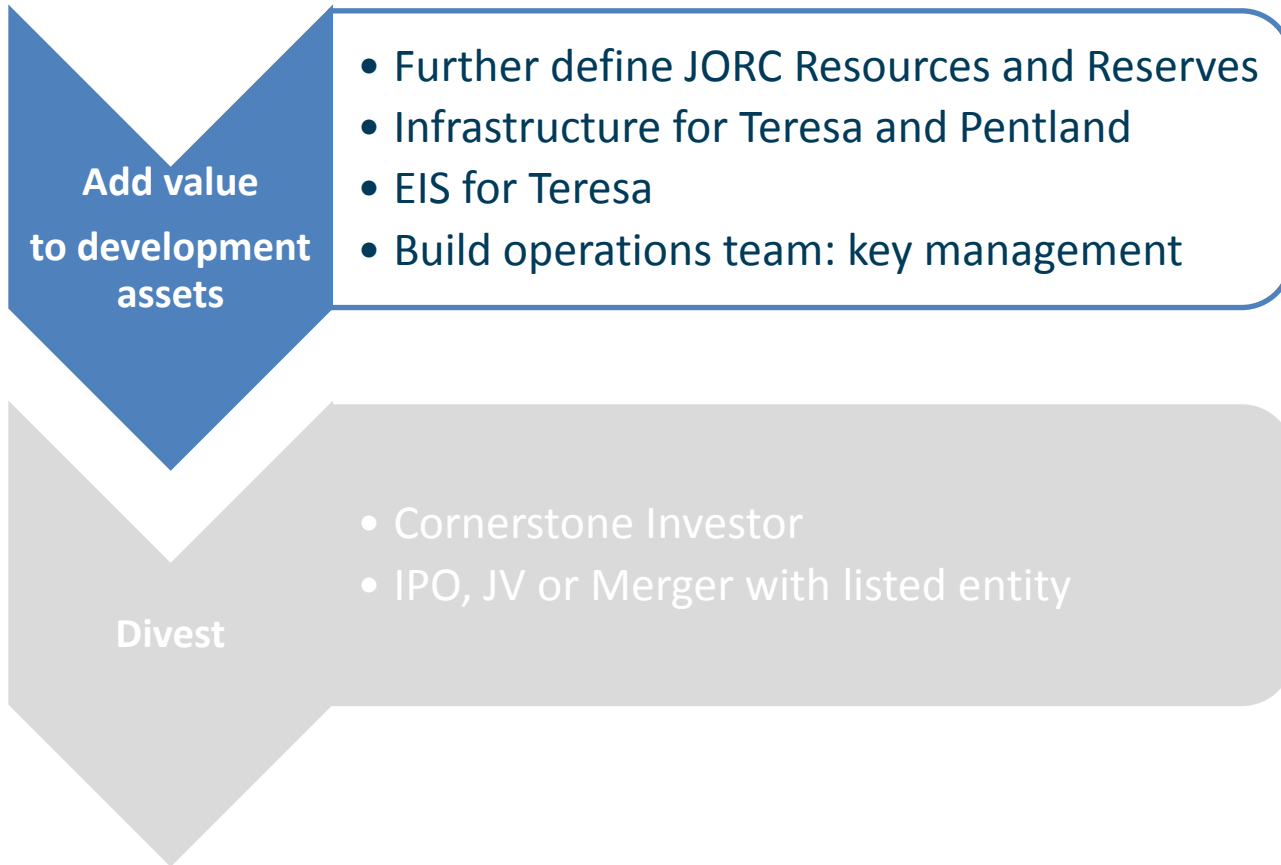 Add value
to development
assets
• Further define JORC Resources and Reserves
• Infrastructure for Teresa and Pentland
• EIS for Teresa
• Build operations team: key management
Divest
• Cornerstone Investor
• IPO, JV or Merger with listed entity